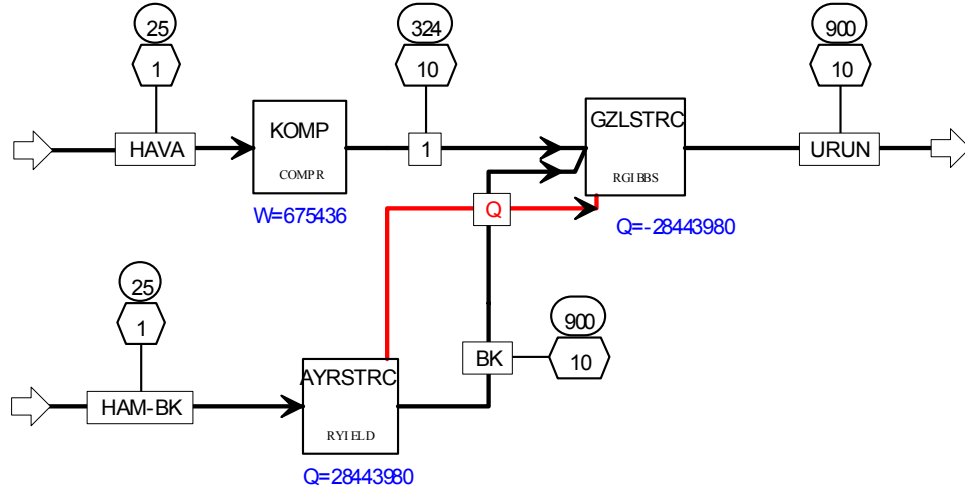 25
1
HAVA
KOMP
COMPR
W=675436
324
10
1
GZLSTRC
RGIBBS
Q=-28443980
900
10
URUN
Q
25
1
HAM-BK
AYRSTRC
RYIELD
Q=28443980
BK
900
10